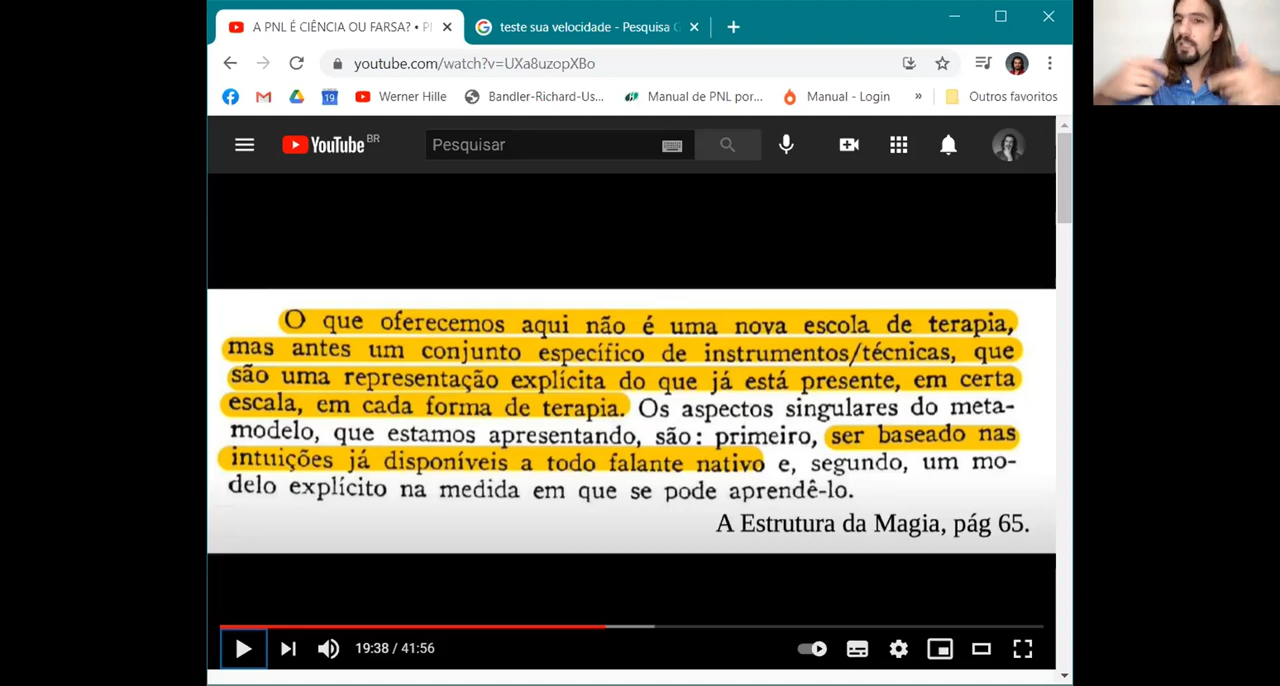 A PNL É CIÊNCIA OU FARSA? • P
teste sua velocidade - Pesquisa G
youtube.com/watch?v=UXa8uzopXBo
19
Werner Hille
Bandler-Richard-Us...
Manual de PNL por...
Manual - Login
»
Outros favoritos
YouTube BR
Pesquisar
O que oferecemos aqui não é uma nova escola de terapia,
mas antes um conjunto específico de instrumentos/técnicas, que
são uma representação explícita do que já está presente, em certa
escala, em cada forma de terapia. Os aspectos singulares do meta-
modelo, que estamos apresentando, são: primeiro, ser baseado nas
intuições já disponíveis a todo falante nativo e, segundo, um mo-
delo explícito na medida em que se pode aprendê-lo.
A Estrutura da Magia, pág 65.
19:38 / 41:56